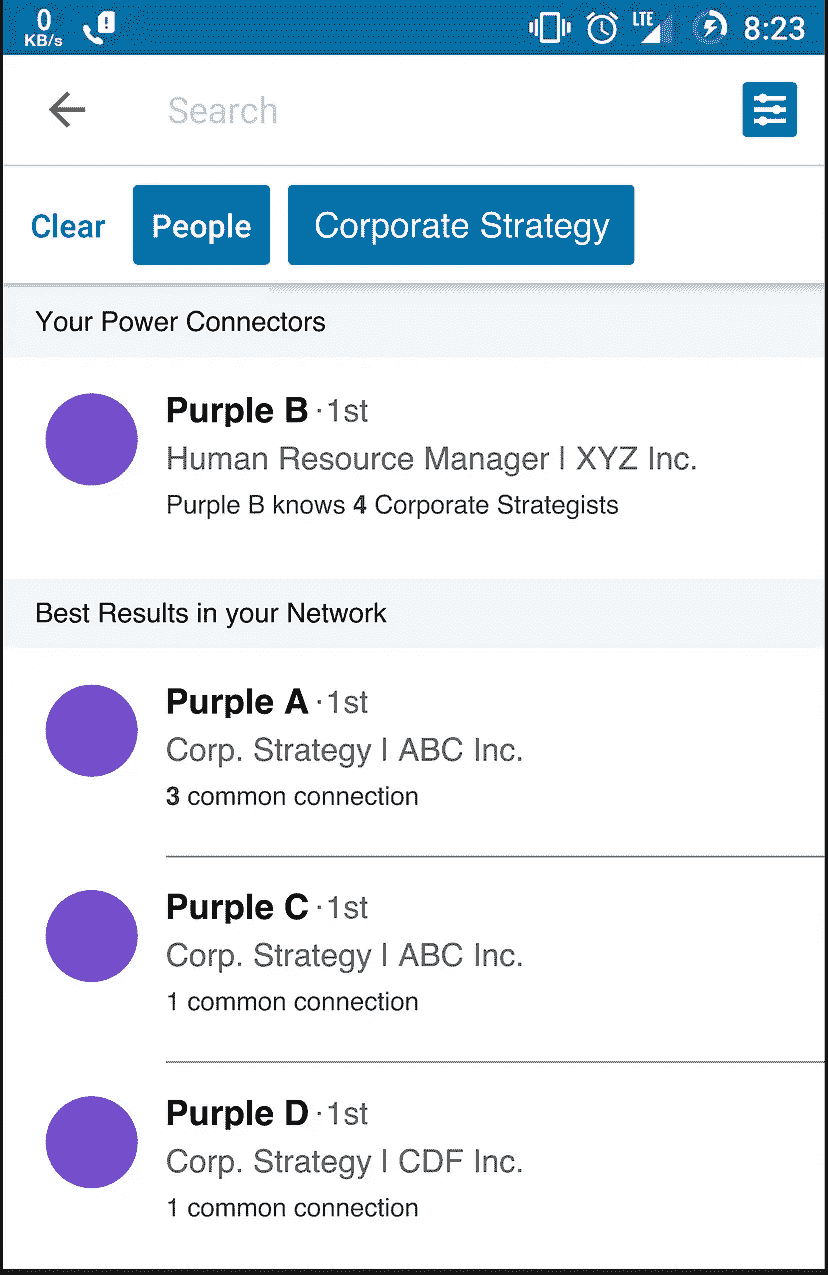 0
KB/s
LTE
8:23
Search
Clear
People
Corporate Strategy
Your Power Connectors
Purple B · 1st
Human Resource Manager | XYZ Inc.
Purple B knows 4 Corporate Strategists
Best Results in your Network
Purple A · 1st
Corp. Strategy | ABC Inc.
3 common connection
Purple C · 1st
Corp. Strategy | ABC Inc.
1 common connection
Purple D · 1st
Corp. Strategy | CDF Inc.
1 common connection